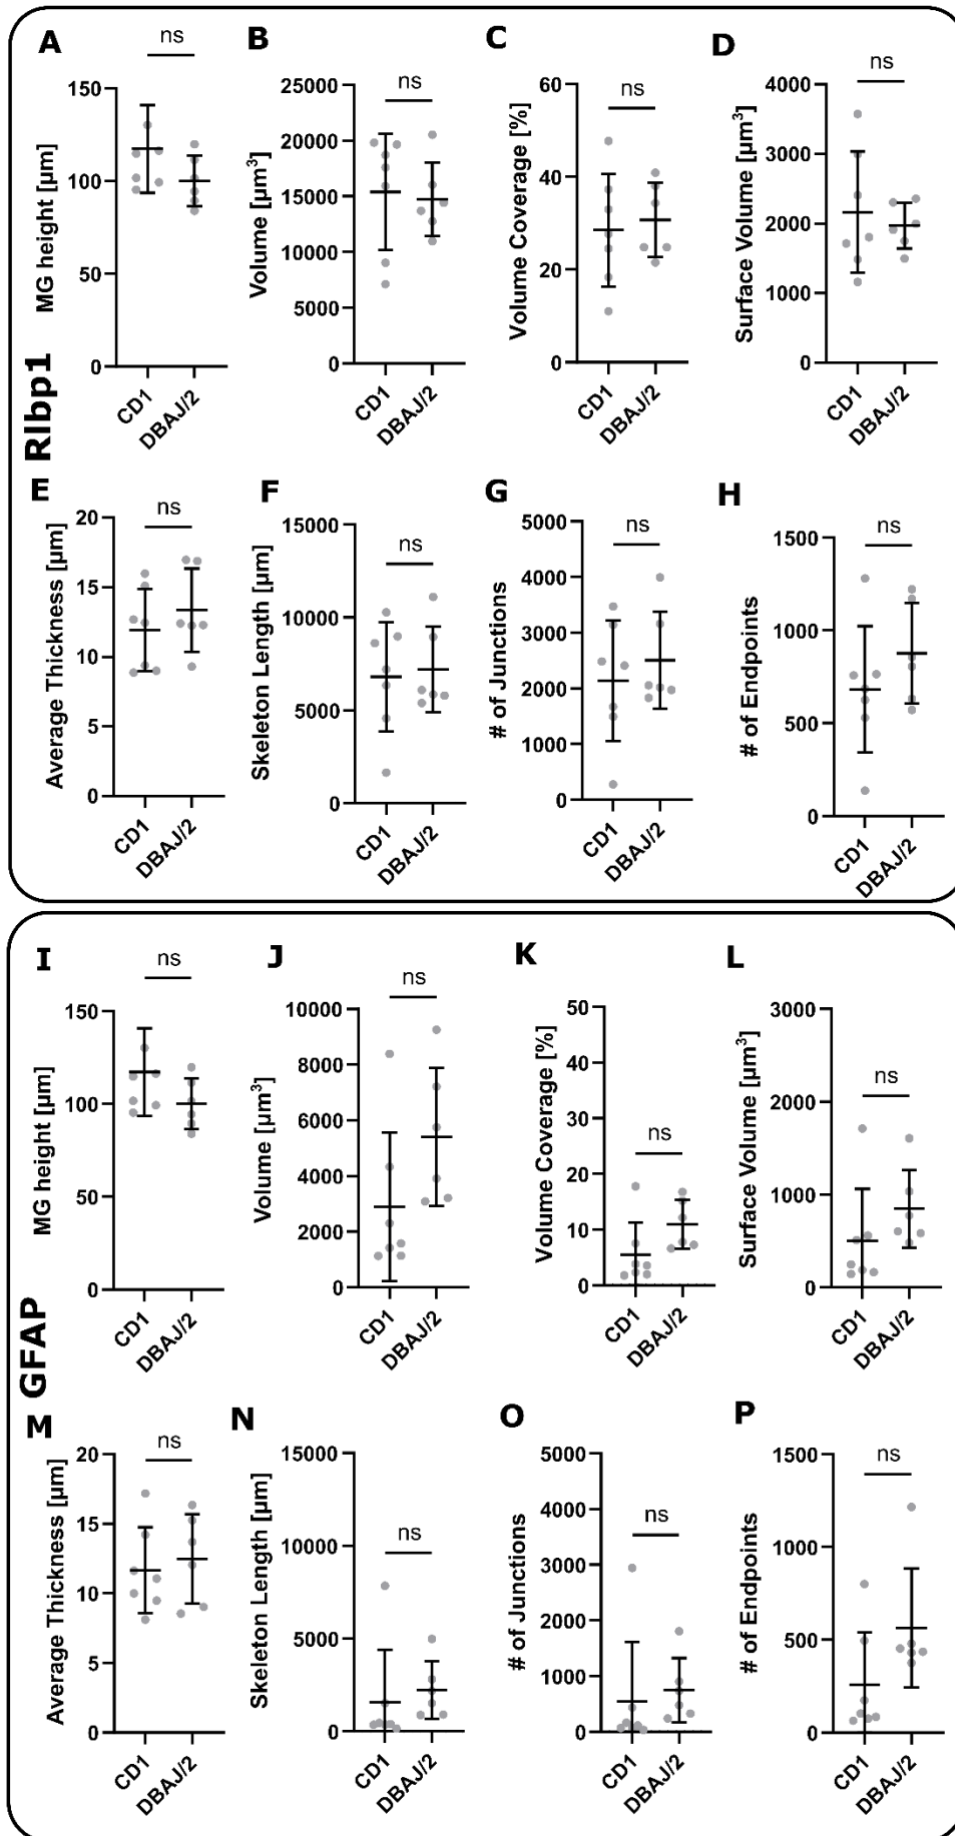 Rlbp1
A
ns
MG height [µm]
150
100
50
0
CD1
DBAJ/2
B
ns
Volume [µm³]
25000
20000
15000
10000
5000
0
CD1
DBAJ/2
C
ns
Volume Coverage [%]
60
40
20
0
CD1
DBAJ/2
D
ns
Surface Volume [µm³]
4000
3000
2000
1000
0
CD1
DBAJ/2
E
ns
Average Thickness [µm]
20
15
10
5
0
CD1
DBAJ/2
F
ns
Skeleton Length [µm]
15000
10000
5000
0
CD1
DBAJ/2
G
ns
# of Junctions
5000
4000
3000
2000
1000
0
CD1
DBAJ/2
H
ns
# of Endpoints
1500
1000
500
0
CD1
DBAJ/2
GFAP
I
ns
MG height [µm]
150
100
50
0
CD1
DBAJ/2
J
ns
Volume [µm³]
10000
8000
6000
4000
2000
0
CD1
DBAJ/2
K
ns
Volume Coverage [%]
50
40
30
20
10
0
CD1
DBAJ/2
L
ns
Surface Volume [µm³]
3000
2000
1000
0
CD1
DBAJ/2
M
ns
Average Thickness [µm]
20
15
10
5
0
CD1
DBAJ/2
N
ns
Skeleton Length [µm]
15000
10000
5000
0
CD1
DBAJ/2
O
ns
# of Junctions
5000
4000
3000
2000
1000
0
CD1
DBAJ/2
P
ns
# of Endpoints
1500
1000
500
0
CD1
DBAJ/2